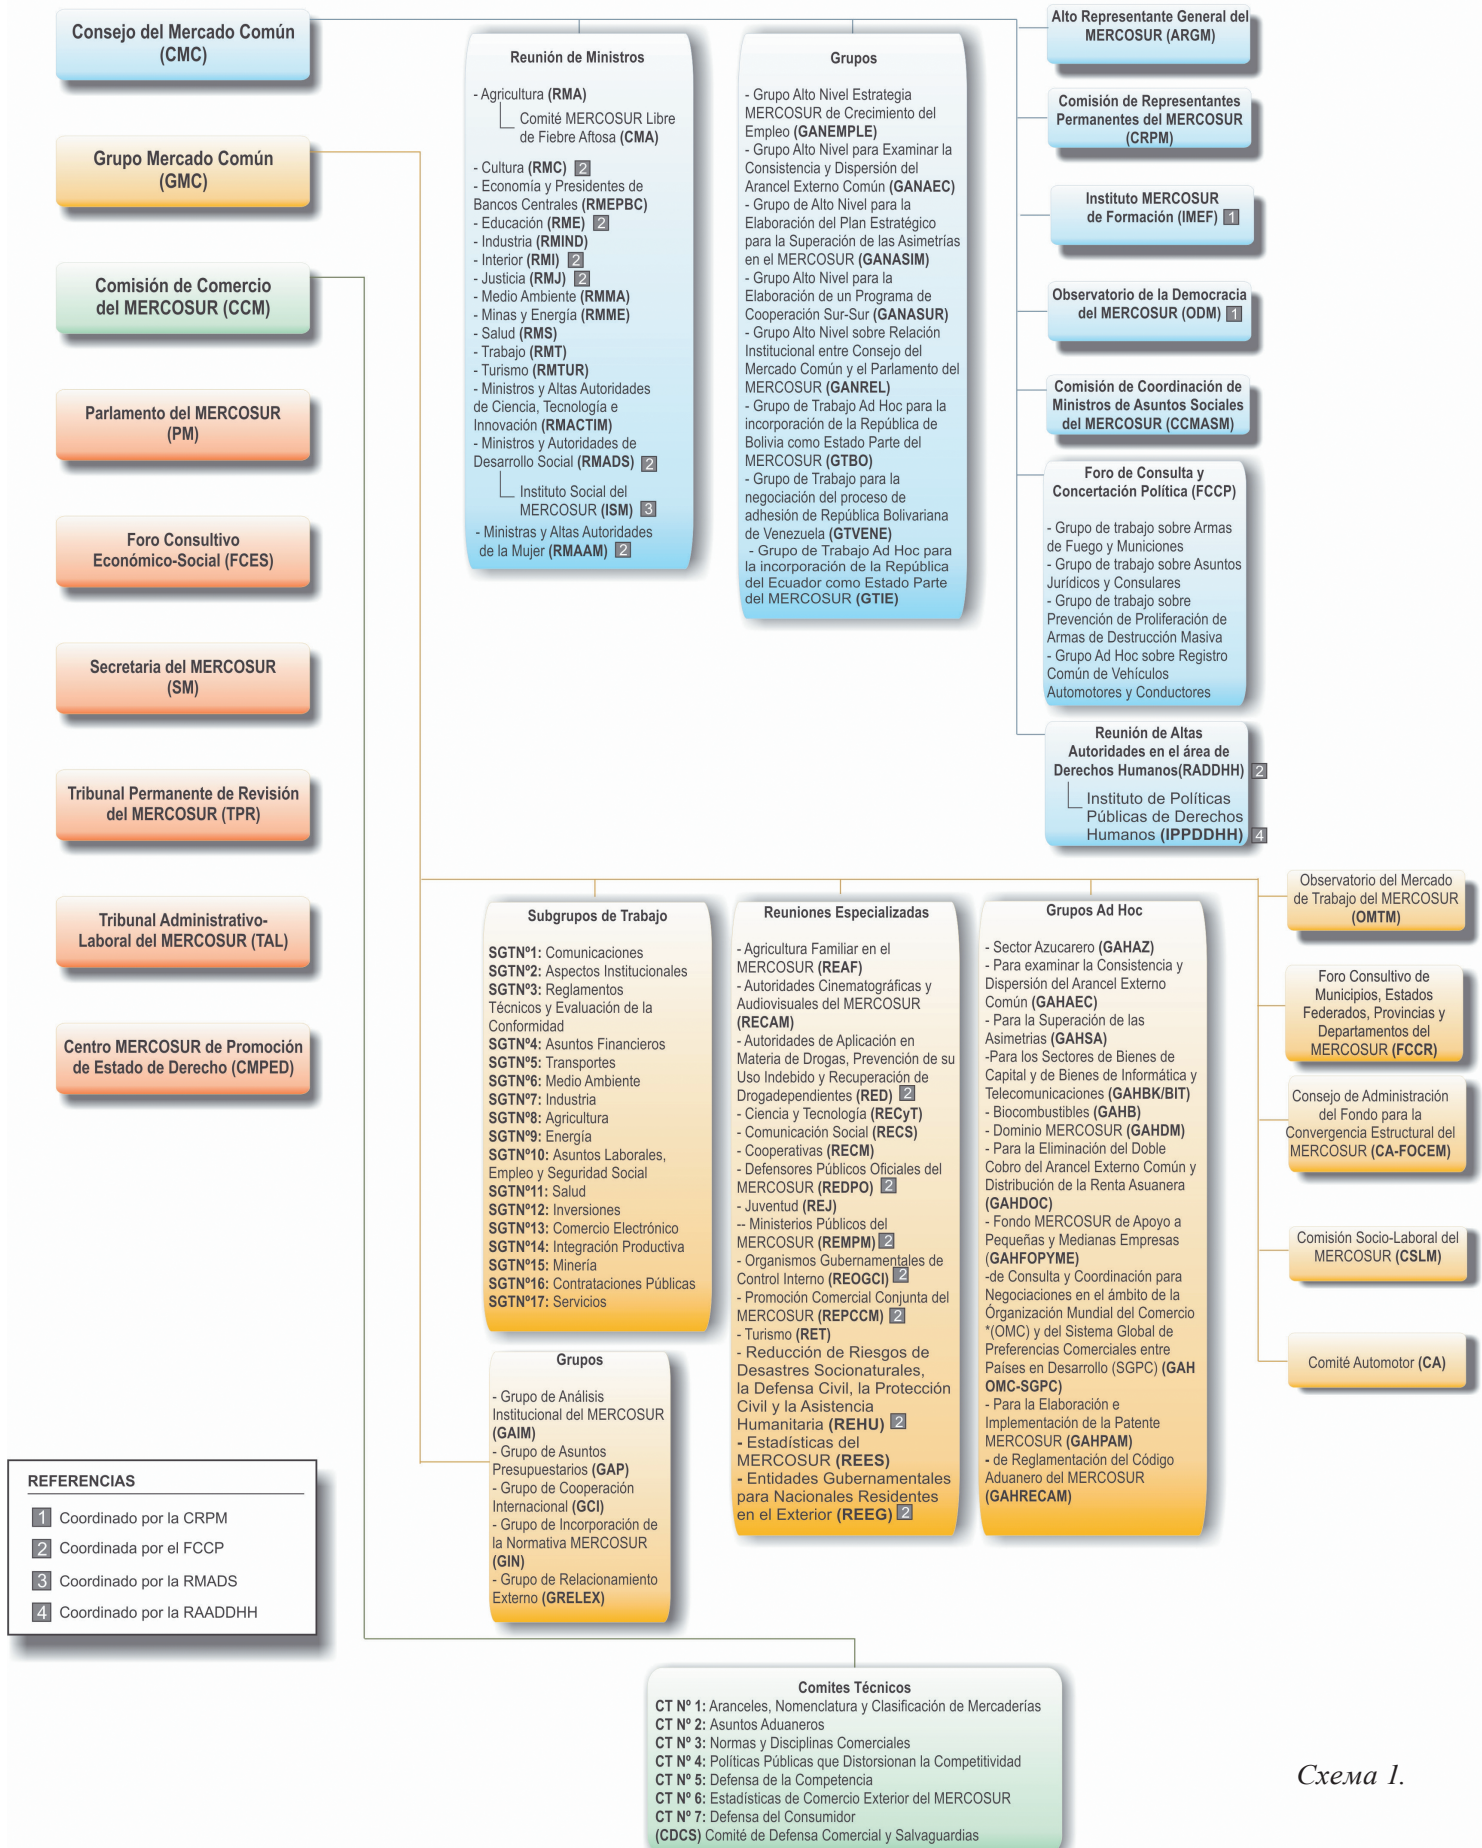 Consejo del Mercado Común
(CMC)
Grupo Mercado Común
(GMC)
Comisión de Comercio
del MERCOSUR (CCM)
Parlamento del MERCOSUR
(PM)
Foro Consultivo
Económico-Social (FCES)
Secretaria del MERCOSUR
(SM)
Tribunal Permanente de Revisión
del MERCOSUR (TPR)
Tribunal Administrativo-
Laboral del MERCOSUR (TAL)
Centro MERCOSUR de Promoción
de Estado de Derecho (CMPED)
Reunión de Ministros
- Agricultura (RMA)
Comité MERCOSUR Libre
de Fiebre Aftosa (CMA)
- Cultura (RMC) 2
- Economía y Presidentes de
Bancos Centrales (RMEPBC)
- Educación (RME) 2
- Industria (RMIND)
- Interior (RMI) 2
- Justicia (RMJ) 2
- Medio Ambiente (RMMA)
- Minas y Energía (RMME)
- Salud (RMS)
- Trabajo (RMT)
- Turismo (RMTUR)
- Ministros y Altas Autoridades
de Ciencia, Tecnología e
Innovación (RMACTIM)
- Ministros y Autoridades de
Desarrollo Social (RMADS) 2
Instituto Social del
MERCOSUR (ISM) 3
- Ministras y Altas Autoridades
de la Mujer (RMAAM) 2
Grupos
- Grupo Alto Nivel Estrategia
MERCOSUR de Crecimiento del
Empleo (GANEMPLE)
- Grupo Alto Nivel para Examinar la
Consistencia y Dispersión del
Arancel Externo Común (GANAEC)
- Grupo de Alto Nivel para la
Elaboración del Plan Estratégico
para la Superación de las Asimetrías
en el MERCOSUR (GANASIM)
- Grupo Alto Nivel para la
Elaboración de un Programa de
Cooperación Sur-Sur (GANASUR)
- Grupo Alto Nivel sobre Relación
Institucional entre Consejo del
Mercado Común y el Parlamento del
MERCOSUR (GANREL)
- Grupo de Trabajo Ad Hoc para la
incorporación de la República de
Bolivia como Estado Parte del
MERCOSUR (GTBO)
- Grupo de Trabajo para la
negociación del proceso de
adhesión de República Bolivariana
de Venezuela (GTVENE)
- Grupo de Trabajo Ad Hoc para
la incorporación de la República
del Ecuador como Estado Parte
del MERCOSUR (GTIE)
Alto Representante General del
MERCOSUR (ARGM)
Comisión de Representantes
Permanentes del MERCOSUR
(CRPM)
Instituto MERCOSUR
de Formación (IMEF) 1
Observatorio de la Democracia
del MERCOSUR (ODM) 1
Comisión de Coordinación de
Ministros de Asuntos Sociales
del MERCOSUR (CCMASM)
Foro de Consulta y
Concertación Política (FCCP)
- Grupo de trabajo sobre Armas
de Fuego y Municiones
- Grupo de trabajo sobre Asuntos
Jurídicos y Consulares
- Grupo de trabajo sobre
Prevención de Proliferación de
Armas de Destrucción Masiva
- Grupo Ad Hoc sobre Registro
Común de Vehículos
Automotores y Conductores
Reunión de Altas
Autoridades en el área de
Derechos Humanos(RADDHH) 2
Instituto de Políticas
Públicas de Derechos
Humanos (IPPDDHH) 4
Subgrupos de Trabajo
SGTNº1: Comunicaciones
SGTNº2: Aspectos Institucionales
SGTNº3: Reglamentos
Técnicos y Evaluación de la
Conformidad
SGTNº4: Asuntos Financieros
SGTNº5: Transportes
SGTNº6: Medio Ambiente
SGTNº7: Industria
SGTNº8: Agricultura
SGTNº9: Energía
SGTNº10: Asuntos Laborales,
Empleo y Seguridad Social
SGTNº11: Salud
SGTNº12: Inversiones
SGTNº13: Comercio Electrónico
SGTNº14: Integración Productiva
SGTNº15: Minería
SGTNº16: Contrataciones Públicas
SGTNº17: Servicios
Grupos
- Grupo de Análisis
Institucional del MERCOSUR
(GAIM)
- Grupo de Asuntos
Presupuestarios (GAP)
- Grupo de Cooperación
Internacional (GCI)
- Grupo de Incorporación de
la Normativa MERCOSUR
(GIN)
- Grupo de Relacionamiento
Externo (GRELEX)
Reuniones Especializadas
- Agricultura Familiar en el
MERCOSUR (REAF)
- Autoridades Cinematográficas y
Audiovisuales del MERCOSUR
(RECAM)
- Autoridades de Aplicación en
Materia de Drogas, Prevención de su
Uso Indebido y Recuperación de
Drogadependientes (RED) 2
- Ciencia y Tecnología (RECyT)
- Comunicación Social (RECS)
- Cooperativas (RECM)
- Defensores Públicos Oficiales del
MERCOSUR (REDPO) 2
- Juventud (REJ)
-- Ministerios Públicos del
MERCOSUR (REMPM) 2
- Organismos Gubernamentales de
Control Interno (REOGCI) 2
- Promoción Comercial Conjunta del
MERCOSUR (REPCCM) 2
- Turismo (RET)
- Reducción de Riesgos de
Desastres Socionaturales,
la Defensa Civil, la Protección
Civil y la Asistencia
Humanitaria (REHU) 2
- Estadísticas del
MERCOSUR (REES)
- Entidades Gubernamentales
para Nacionales Residentes
en el Exterior (REEG) 2
Grupos Ad Hoc
- Sector Azucarero (GAHAZ)
- Para examinar la Consistencia y
Dispersión del Arancel Externo
Común (GAHAEC)
- Para la Superación de las
Asimetrias (GAHSA)
-Para los Sectores de Bienes de
Capital y de Bienes de Informática y
Telecomunicaciones (GAHBK/BIT)
- Biocombustibles (GAHB)
- Dominio MERCOSUR (GAHDM)
- Para la Eliminación del Doble
Cobro del Arancel Externo Común y
Distribución de la Renta Asuanera
(GAHDOC)
- Fondo MERCOSUR de Apoyo a
Pequeñas y Medianas Empresas
(GAHFOPYME)
-de Consulta y Coordinación para
Negociaciones en el ámbito de la
Órganización Mundial del Comercio
*(OMC) y del Sistema Global de
Preferencias Comerciales entre
Países en Desarrollo (SGPC) (GAH
OMC-SGPC)
- Para la Elaboración e
Implementación de la Patente
MERCOSUR (GAHPAM)
- de Reglamentación del Código
Aduanero del MERCOSUR
(GAHRECAM)
Observatorio del Mercado
de Trabajo del MERCOSUR
(OMTM)
Foro Consultivo de
Municipios, Estados
Federados, Provincias y
Departamentos del
MERCOSUR (FCCR)
Consejo de Administración
del Fondo para la
Convergencia Estructural del
MERCOSUR (CA-FOCEM)
Comisión Socio-Laboral del
MERCOSUR (CSLM)
Comité Automotor (CA)
REFERENCIAS
1 Coordinado por la CRPM
2 Coordinada por el FCCP
3 Coordinado por la RMADS
4 Coordinado por la RAADDHH
Comites Técnicos
CT Nº 1: Aranceles, Nomenclatura y Clasificación de Mercaderías
CT Nº 2: Asuntos Aduaneros
CT Nº 3: Normas y Disciplinas Comerciales
CT Nº 4: Políticas Públicas que Distorsionan la Competitividad
CT Nº 5: Defensa de la Competencia
CT Nº 6: Estadísticas de Comercio Exterior del MERCOSUR
CT Nº 7: Defensa del Consumidor
(CDCS) Comité de Defensa Comercial y Salvaguardias
Схема 1.